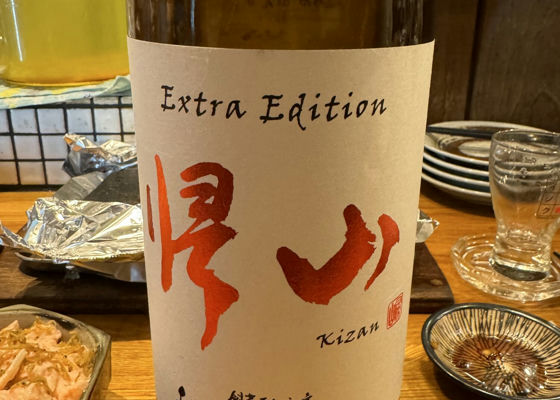 Extra Edition
帰山
Kizan